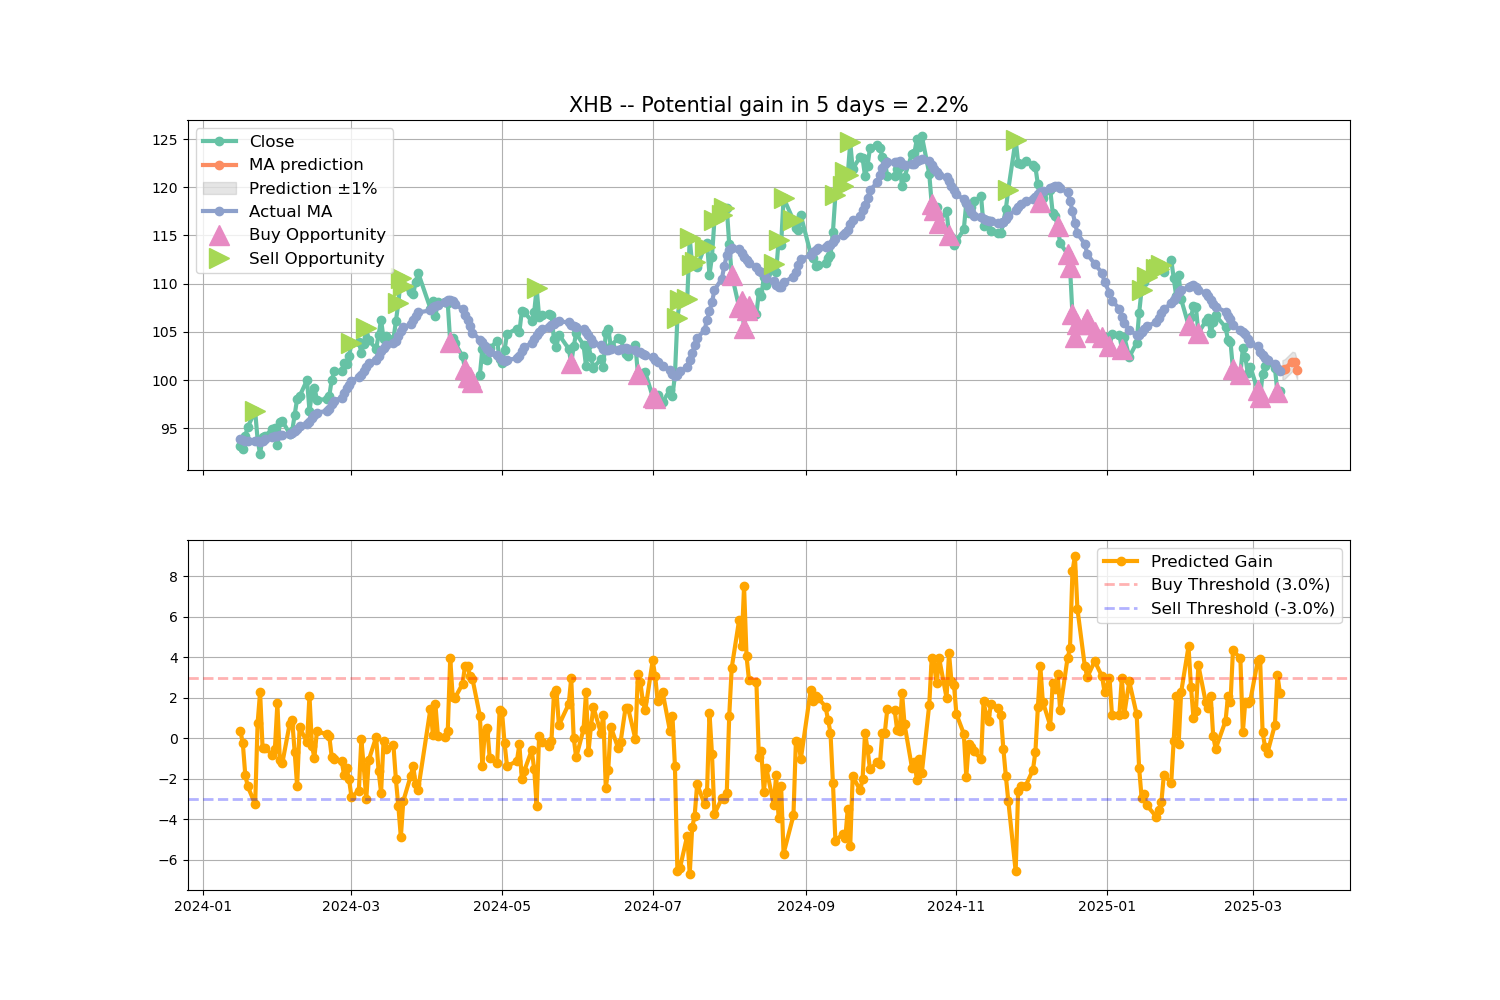 XHB -- Potential gain in 5 days = 2.2%
125
120
115
110
105
100
95
Close
MA prediction
Prediction ±1%
Actual MA
Buy Opportunity
Sell Opportunity
8
6
4
2
0
−2
−4
−6
Predicted Gain
Buy Threshold (3.0%)
Sell Threshold (-3.0%)
2024-01
2024-03
2024-05
2024-07
2024-09
2024-11
2025-01
2025-03